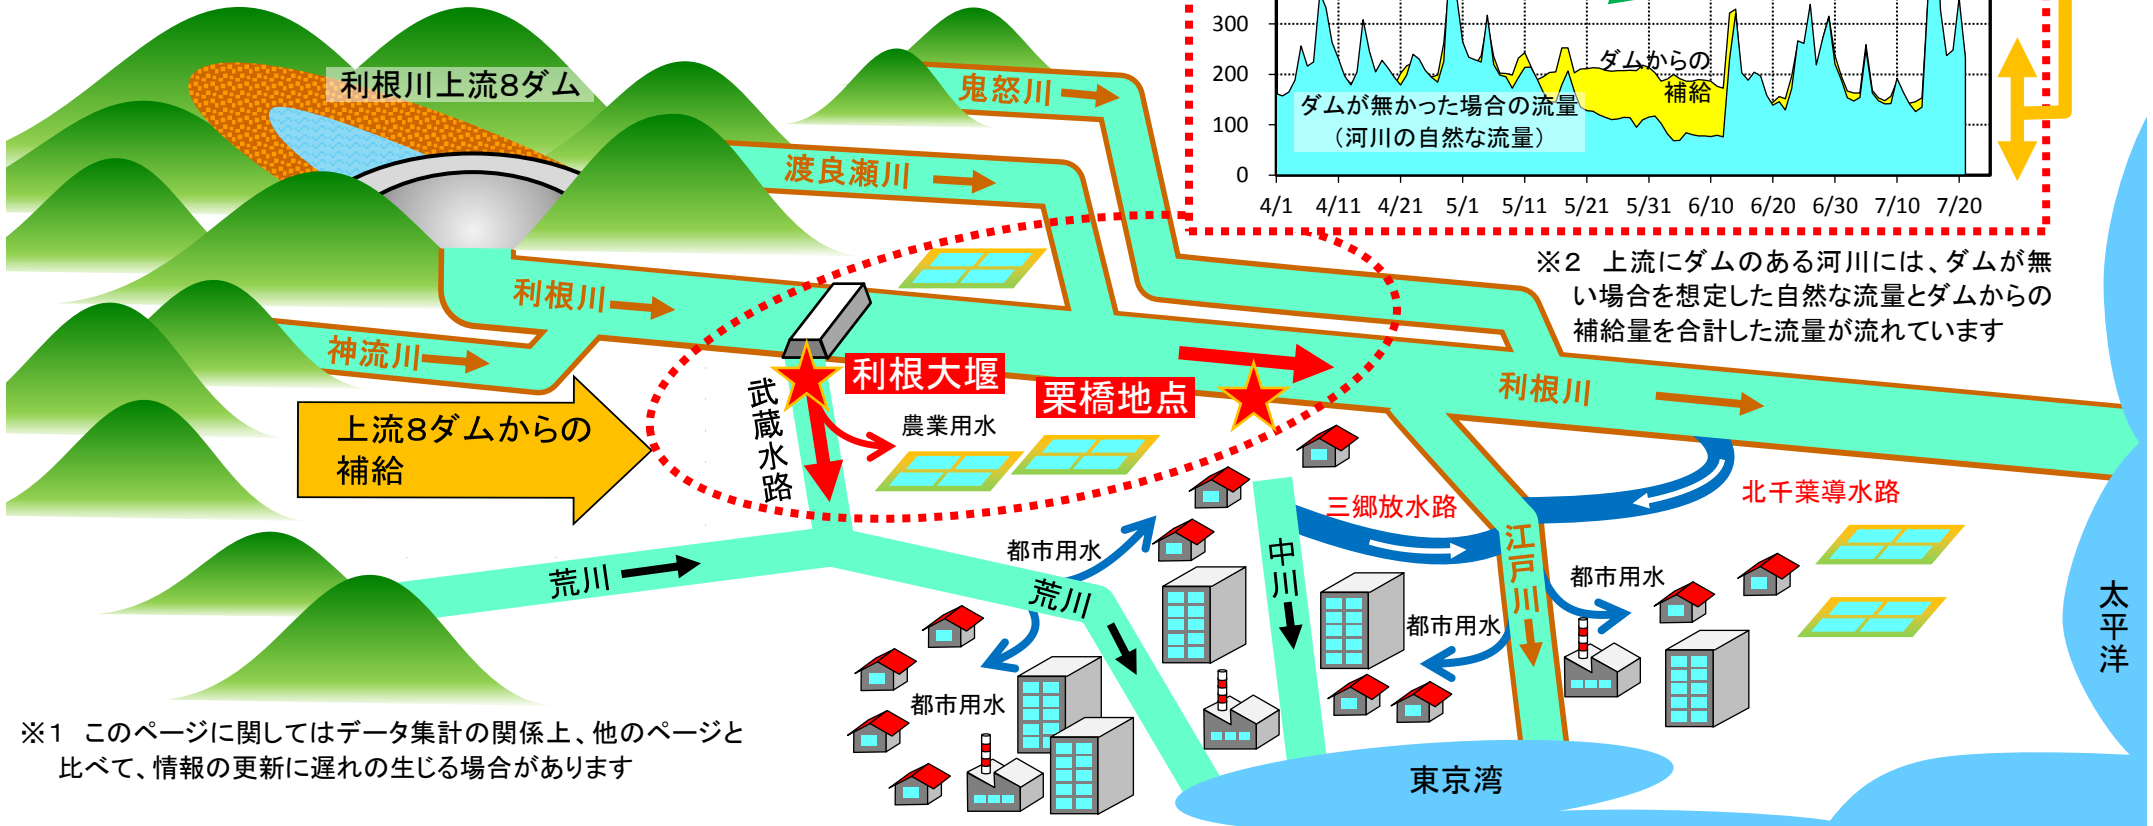 300
200
100
0
ダムからの
補給
ダムが無かった場合の流量
（河川の自然な流量）
4/1 4/11 4/21 5/1 5/11 5/21 5/31 6/10 6/20 6/30 7/10 7/20
利根川上流8ダム
鬼怒川
渡良瀬川
※2 上流にダムのある河川には、ダムが無
い場合を想定した自然な流量とダムからの
補給量を合計した流量が流れています
利根川
神流川
利根大堰
栗橋地点
利根川
武蔵水路
農業用水
上流8ダムからの
補給
三郷放水路
北千葉導水路
荒川
都市用水
荒川
中川
江戸川
都市用水
都市用水
都市用水
太平洋
※1 このページに関してはデータ集計の関係上、他のページと
比べて、情報の更新に遅れの生じる場合があります
東京湾